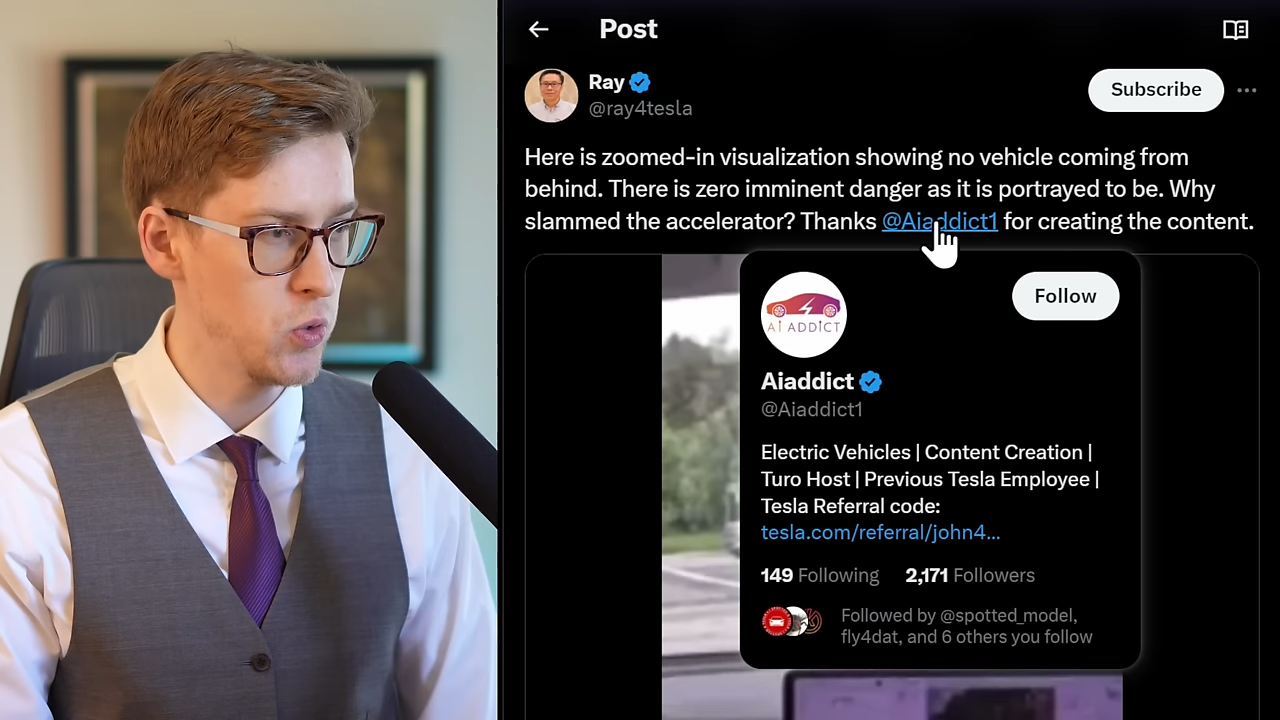 Post
Ray
@ray4tesla
Subscribe
Here is zoomed-in visualization showing no vehicle coming from
behind. There is zero imminent danger as it is portrayed to be. Why
slammed the accelerator? Thanks @Aiaddict1 for creating the content.
AI ADDICT
Follow
Aiaddict
@Aiaddict1
Electric Vehicles | Content Creation |
Turo Host | Previous Tesla Employee |
Tesla Referral code:
tesla.com/referral/john4...
149 Following 2,171 Followers
Followed by @spotted_model,
fly4dat, and 6 others you follow